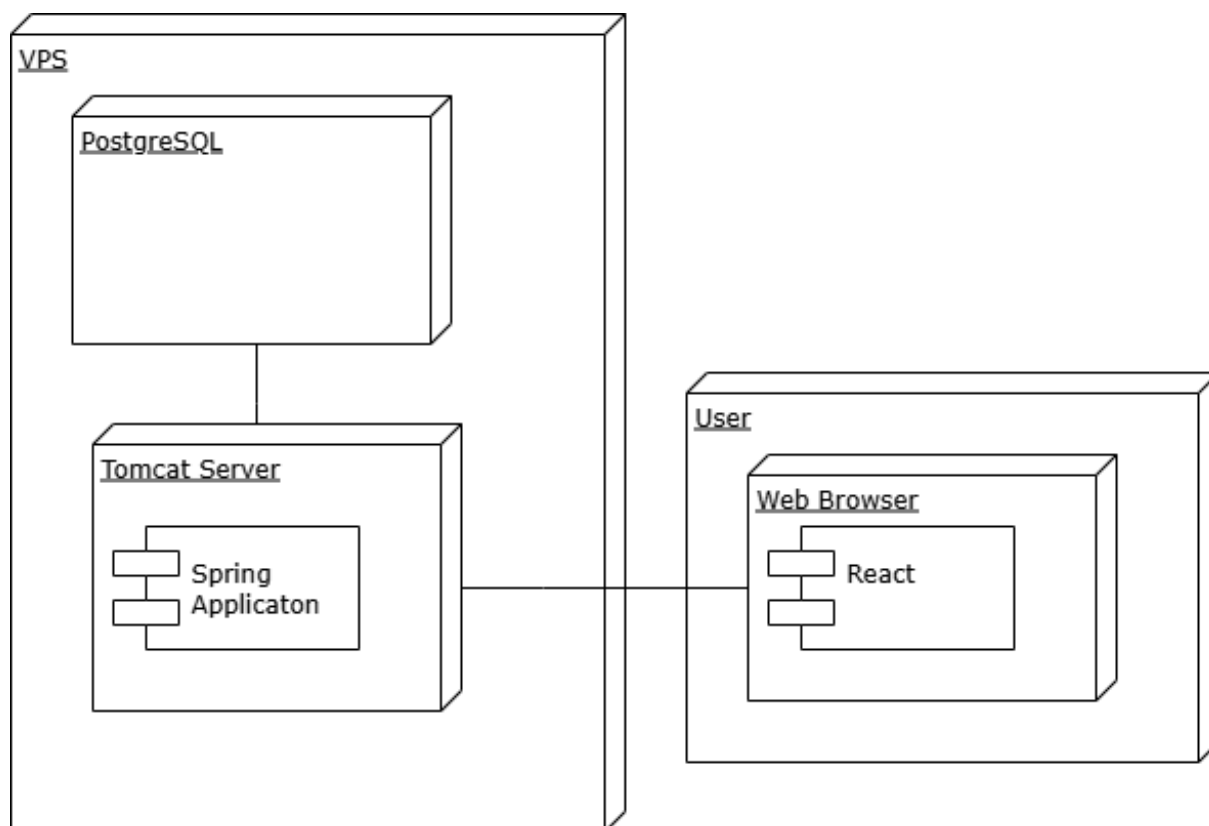 VPS
PostgreSQL
Tomcat Server
Spring
Applicaton
User
Web Browser
React